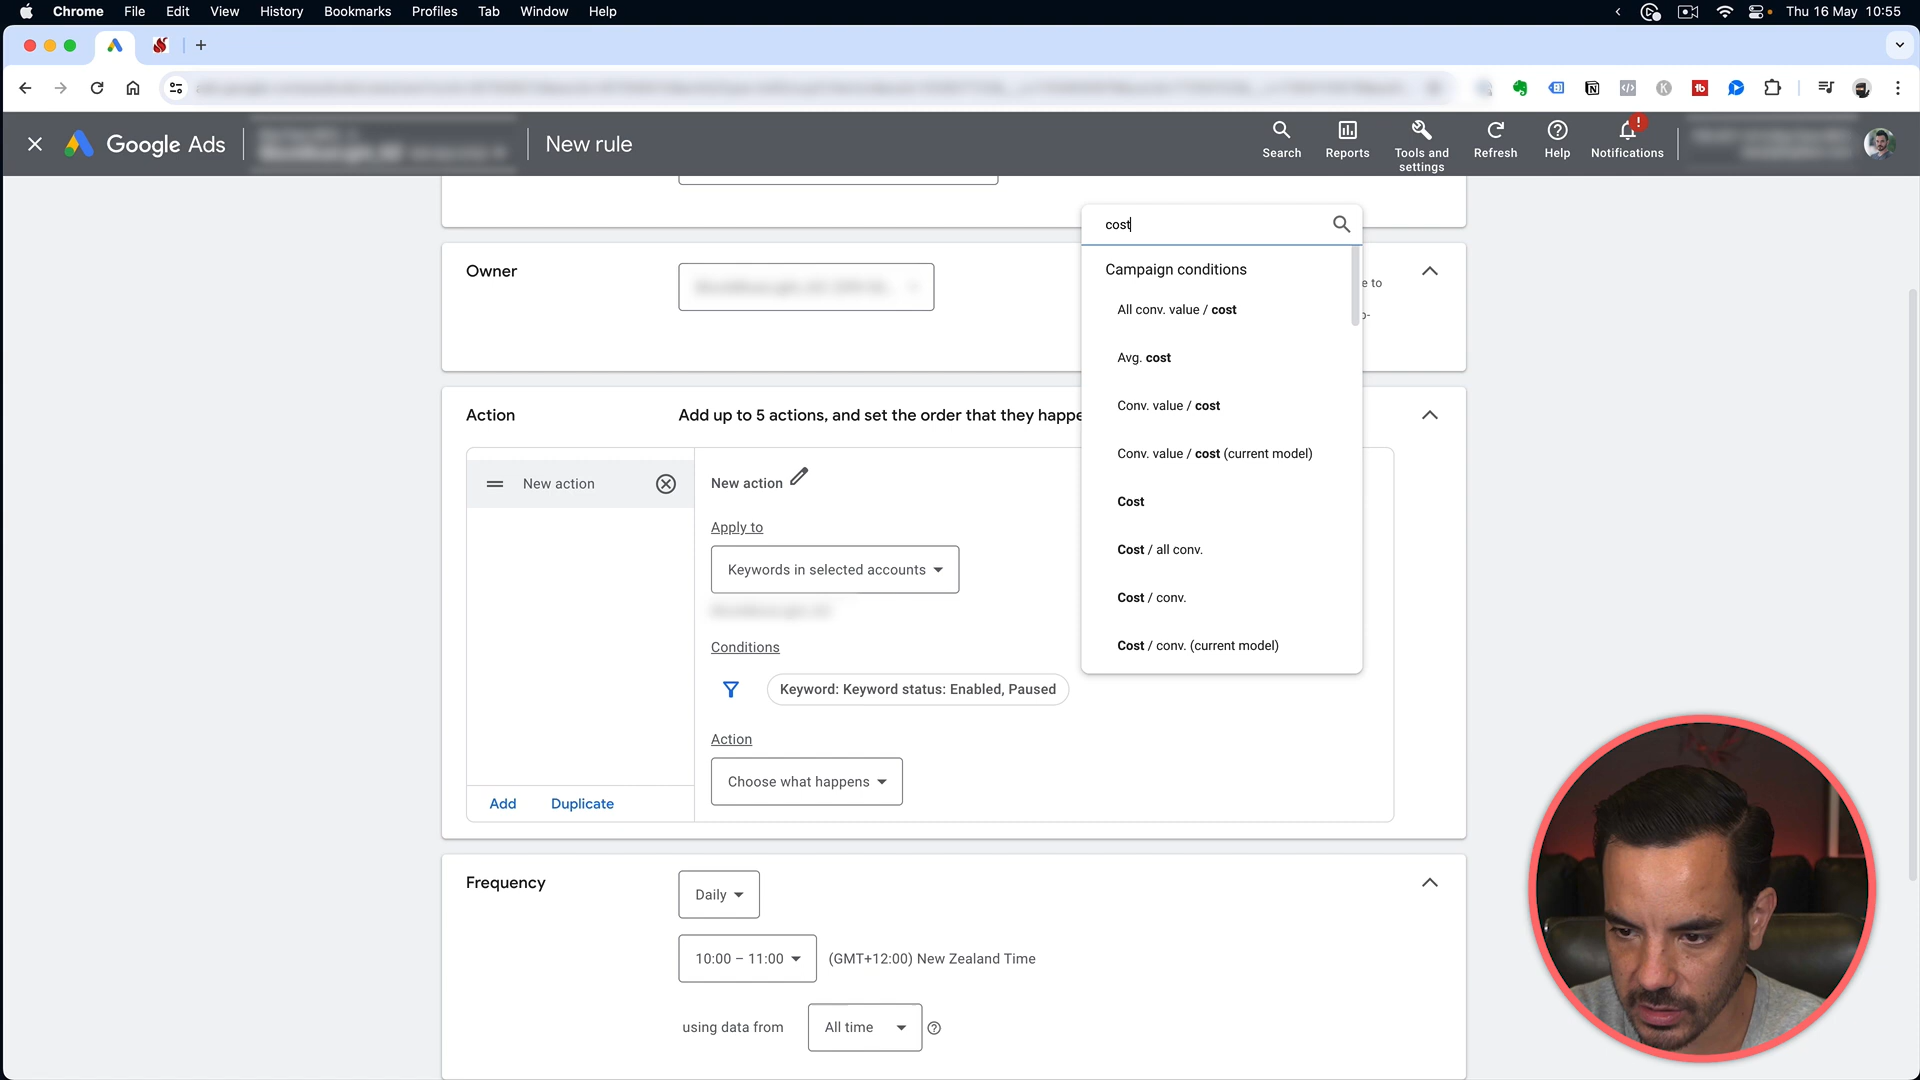 Chrome File Edit View History Bookmarks Profiles Tab Window Help
Thu 16 May 10:55
Google Ads
New rule
Search
Reports
Tools and
settings
Refresh
Help
Notifications
cost
Campaign conditions
All conv. value / cost
Avg. cost
Conv. value / cost
Conv. value / cost (current model)
Cost
Cost / all conv.
Cost / conv.
Cost / conv. (current model)
Owner
e to
Action
Add up to 5 actions, and set the order that they happe
New action
New action
Apply to
Keywords in selected accounts
Conditions
Keyword: Keyword status: Enabled, Paused
Action
Choose what happens
Add
Duplicate
Frequency
Daily
10:00 – 11:00
(GMT+12:00) New Zealand Time
using data from
All time